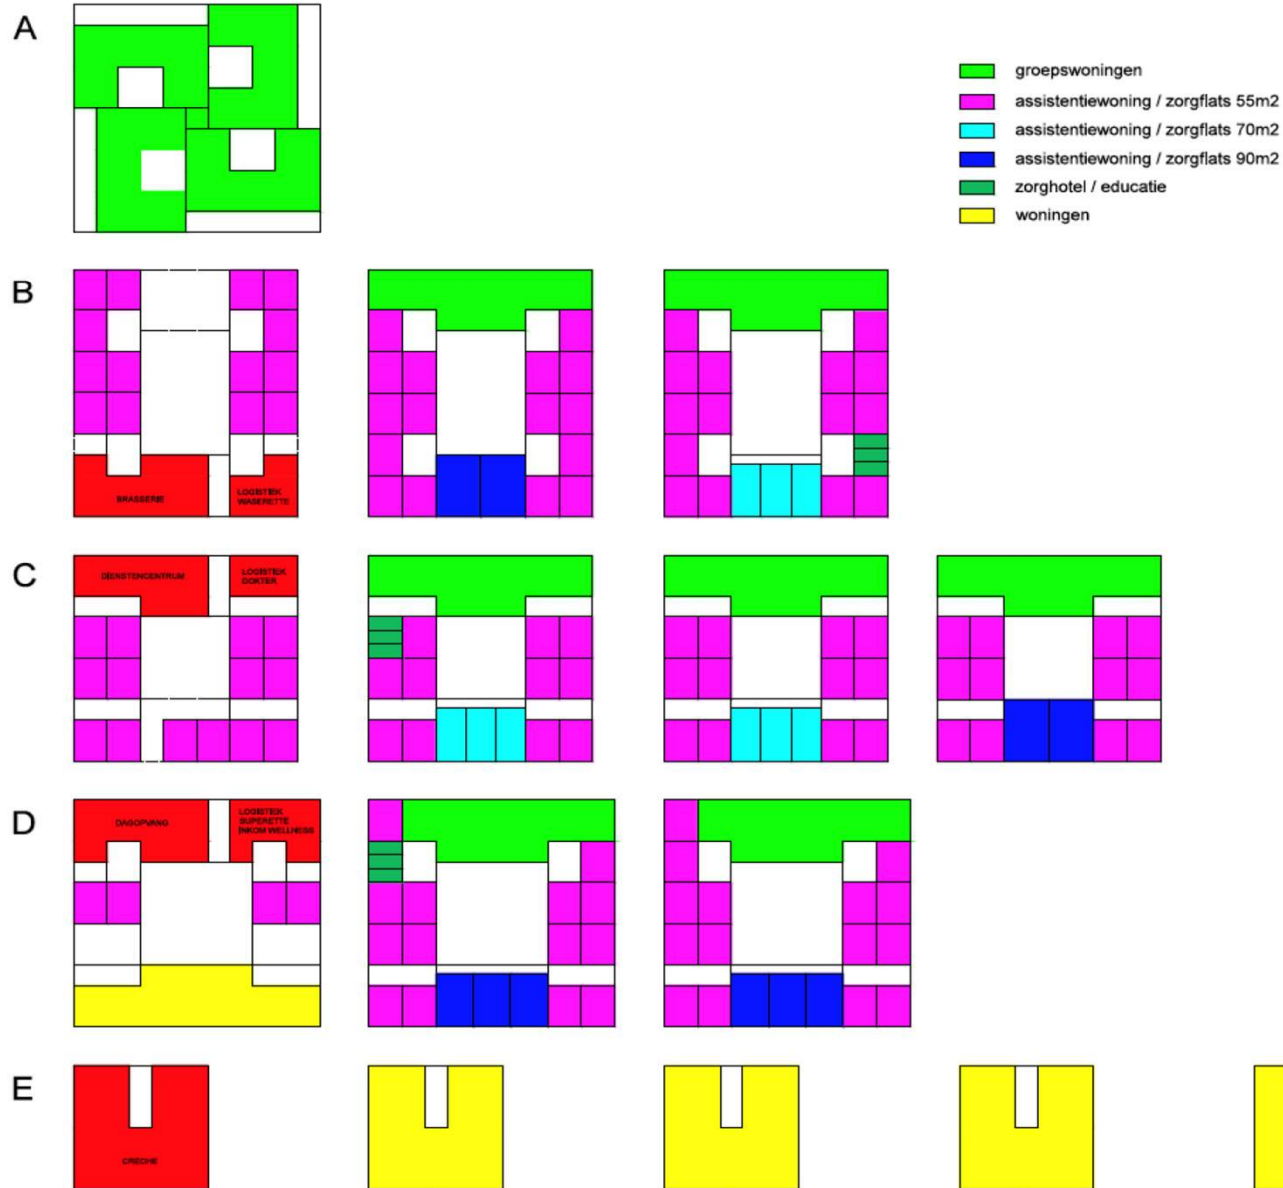 A
groepswoningen
assistentiewoning / zorgflats 55m2
assistentiewoning / zorgflats 70m2
assistentiewoning / zorgflats 90m2
zorghotel / educatie
woningen
B
BRASSERIE
LOGISTIEK
WASERETTE
C
DIENSTENCENTRUM
LOGISTIEK
DOKTER
D
DAGOPVANG
LOGISTIEK
SUPERETTE
INKOM WELLNESS
E
CRECHE